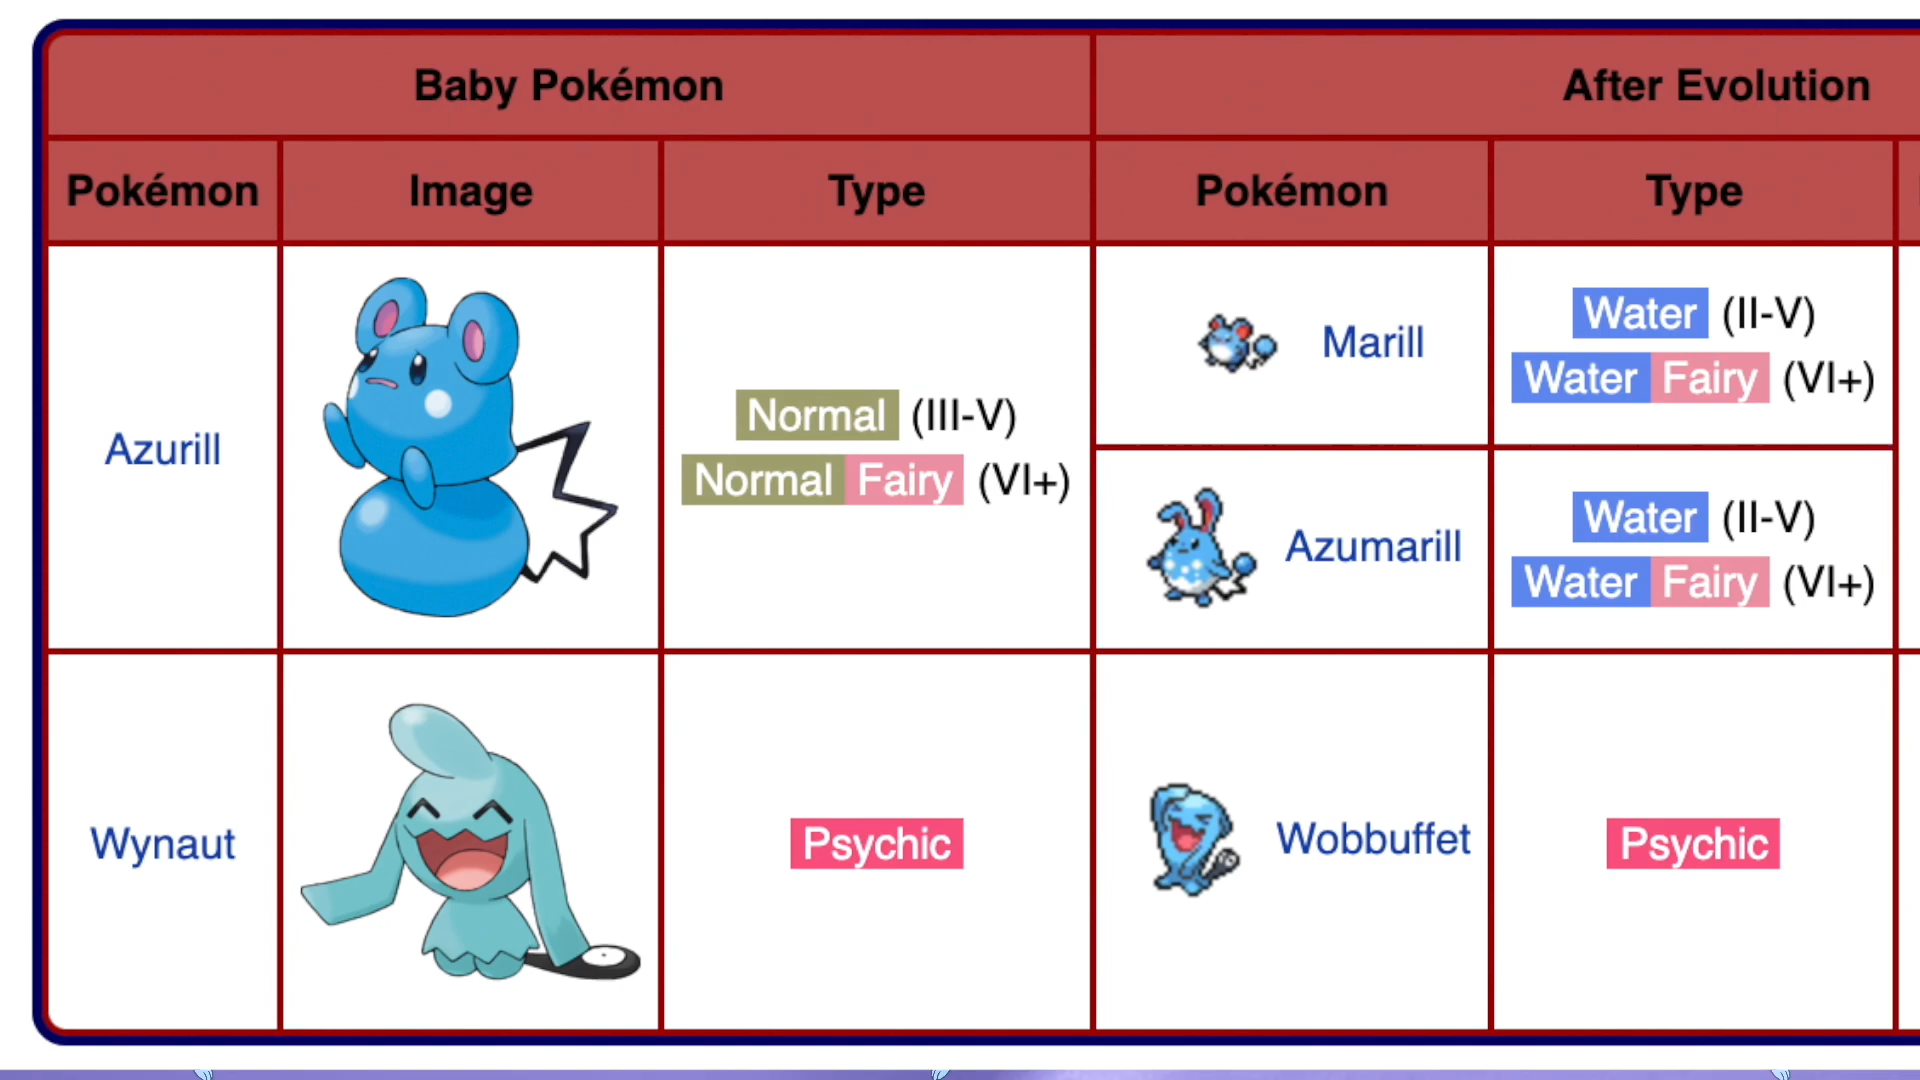 Baby Pokémon
After Evolution
Pokémon
Image
Type
Pokémon
Type
Azurill
Normal (III-V)
Normal Fairy (VI+)
Marill
Water (II-V)
Water Fairy (VI+)
Azumarill
Water (II-V)
Water Fairy (VI+)
Wynaut
Psychic
Wobbuffet
Psychic